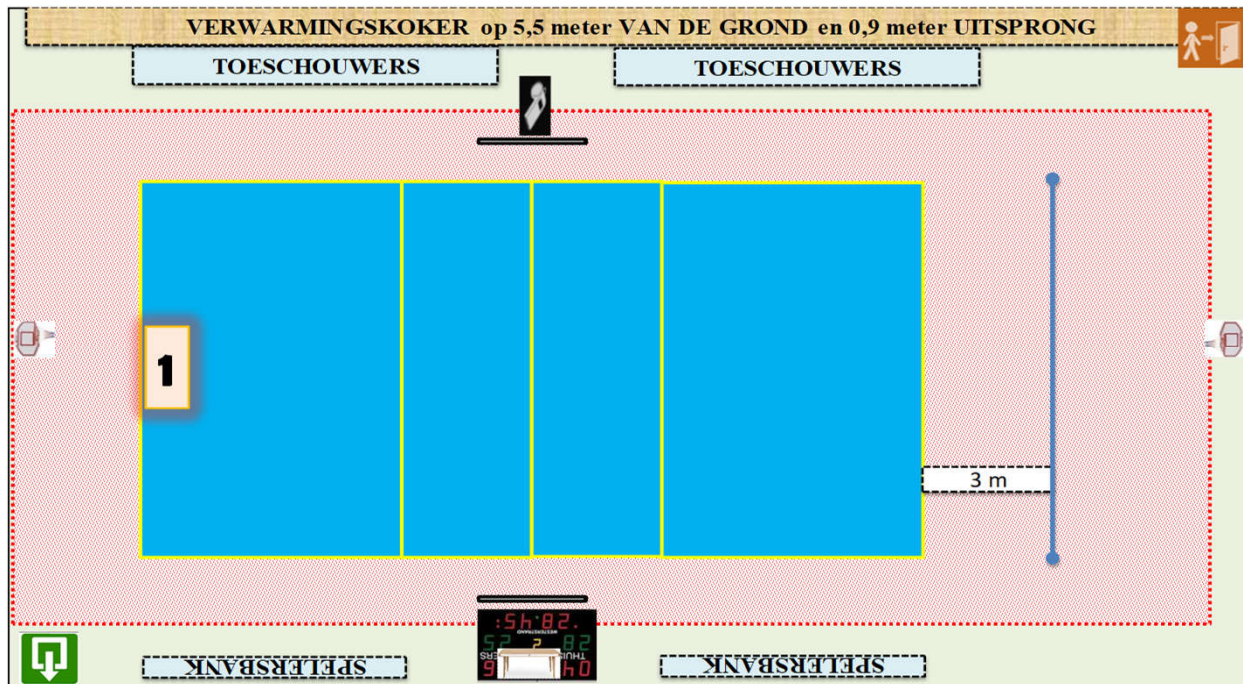 VERWARMINGSKOKER op 5,5 meter VAN DE GROND en 0,9 meter UITSPRONG
TOESCHOUWERS
TOESCHOUWERS
1
3 m
SPELERSBANK
SPELERSBANK